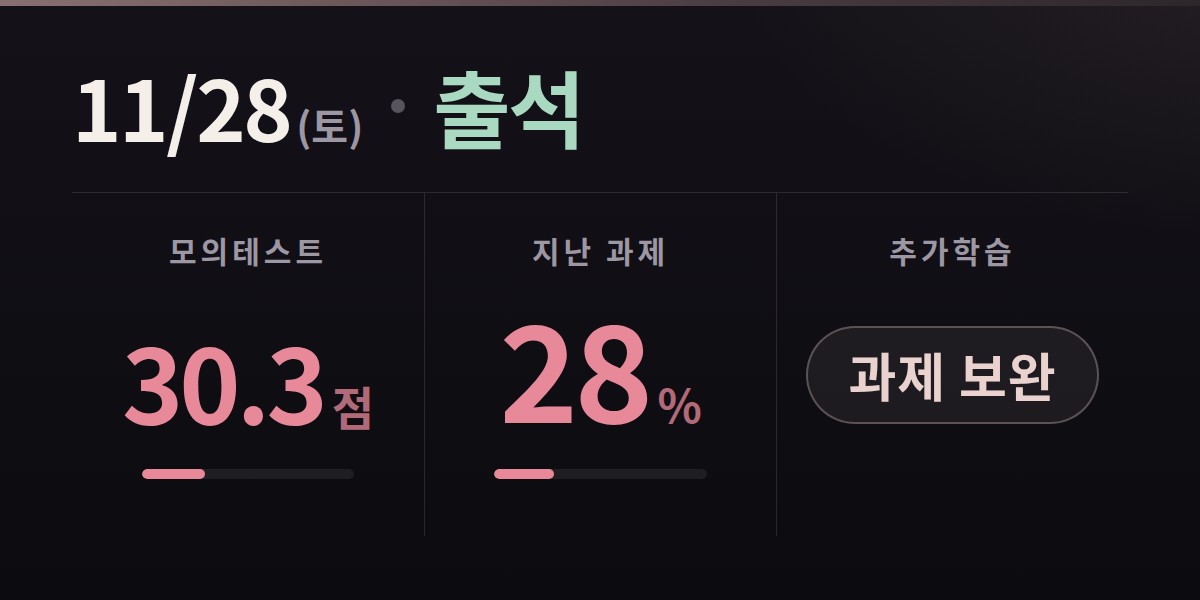 11/28 (토) • 출석
모의테스트
30.3점
지난 과제
28%
추가학습
과제 보완